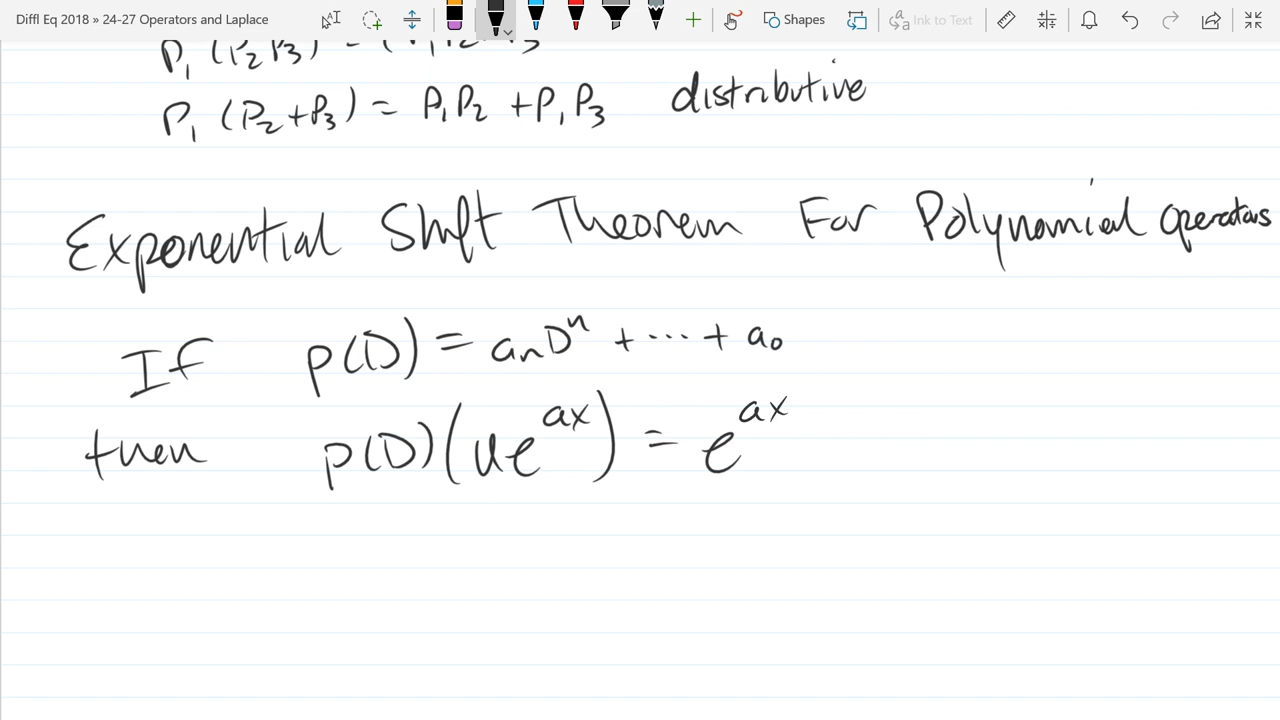 Diffl Eq 2018 » 24-27 Operators and Laplace
Shapes
Ink to Text
P₁ (P₂+P₃) = P₁P₂ + P₁P₃ distributive
Exponential Shift Theorem For Polynomial operators
If p(D) = aₙDⁿ + ... + a₀
then p(D)(ue^{ax}) = e^{ax}